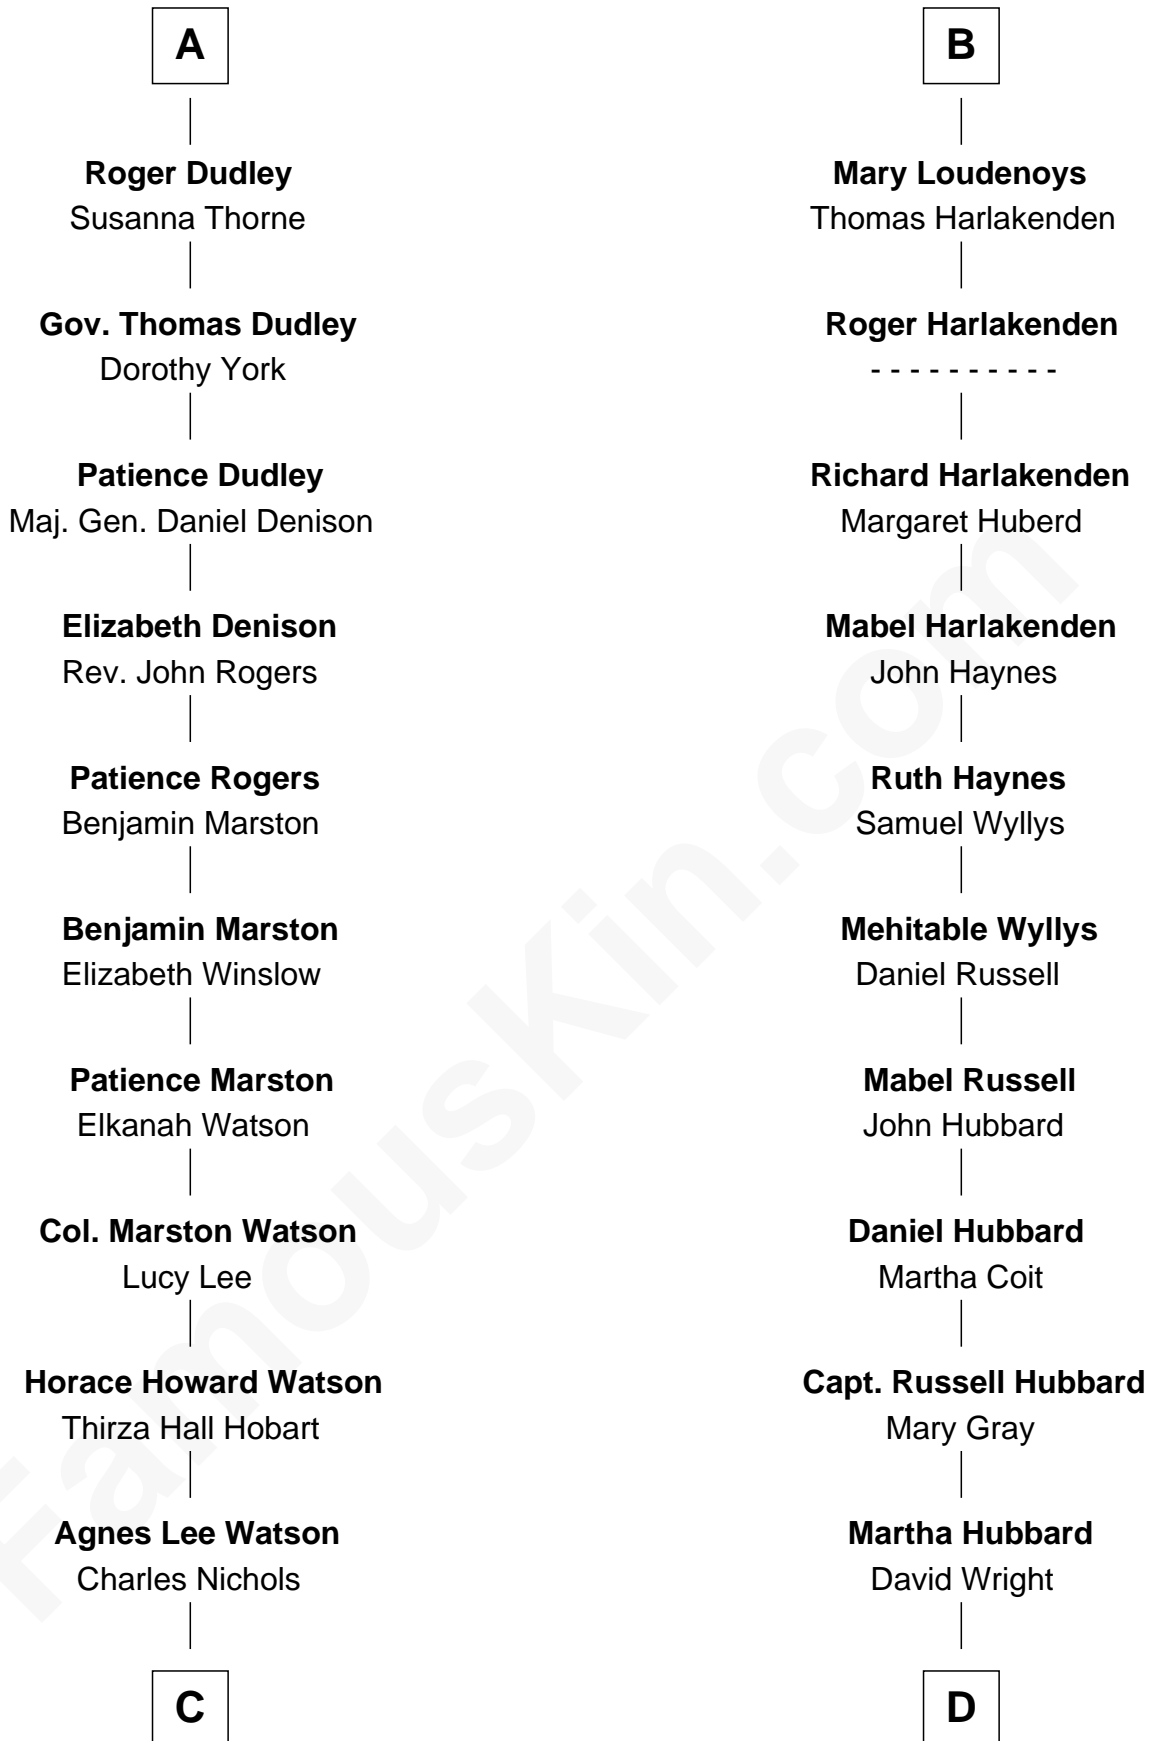 A
Roger Dudley
Susanna Thorne
Gov. Thomas Dudley
Dorothy York
Patience Dudley
Maj. Gen. Daniel Denison
Elizabeth Denison
Rev. John Rogers
Patience Rogers
Benjamin Marston
Benjamin Marston
Elizabeth Winslow
Patience Marston
Elkanah Watson
Col. Marston Watson
Lucy Lee
Horace Howard Watson
Thirza Hall Hobart
Agnes Lee Watson
Charles Nichols
C
B
Mary Loudenoys
Thomas Harlakenden
Roger Harlakenden
- - - - - - - - - -
Richard Harlakenden
Margaret Huberd
Mabel Harlakenden
John Haynes
Ruth Haynes
Samuel Wyllys
Mehitable Wyllys
Daniel Russell
Mabel Russell
John Hubbard
Daniel Hubbard
Martha Coit
Capt. Russell Hubbard
Mary Gray
Martha Hubbard
David Wright
D
FamousKin.com